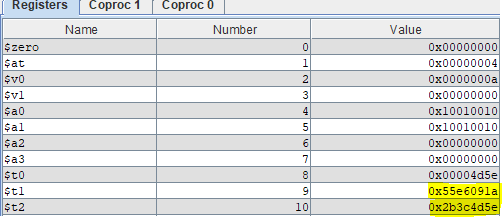 Registers Coproc 1 Coproc 0
Name Number Value
$zero 0 0x00000000
$at 1 0x00000004
$v0 2 0x0000000a
$v1 3 0x00000000
$a0 4 0x10010010
$a1 5 0x10010010
$a2 6 0x00000000
$a3 7 0x00000000
$t0 8 0x00004d5e
$t1 9 0x55e6091a
$t2 10 0x2b3c4d5e